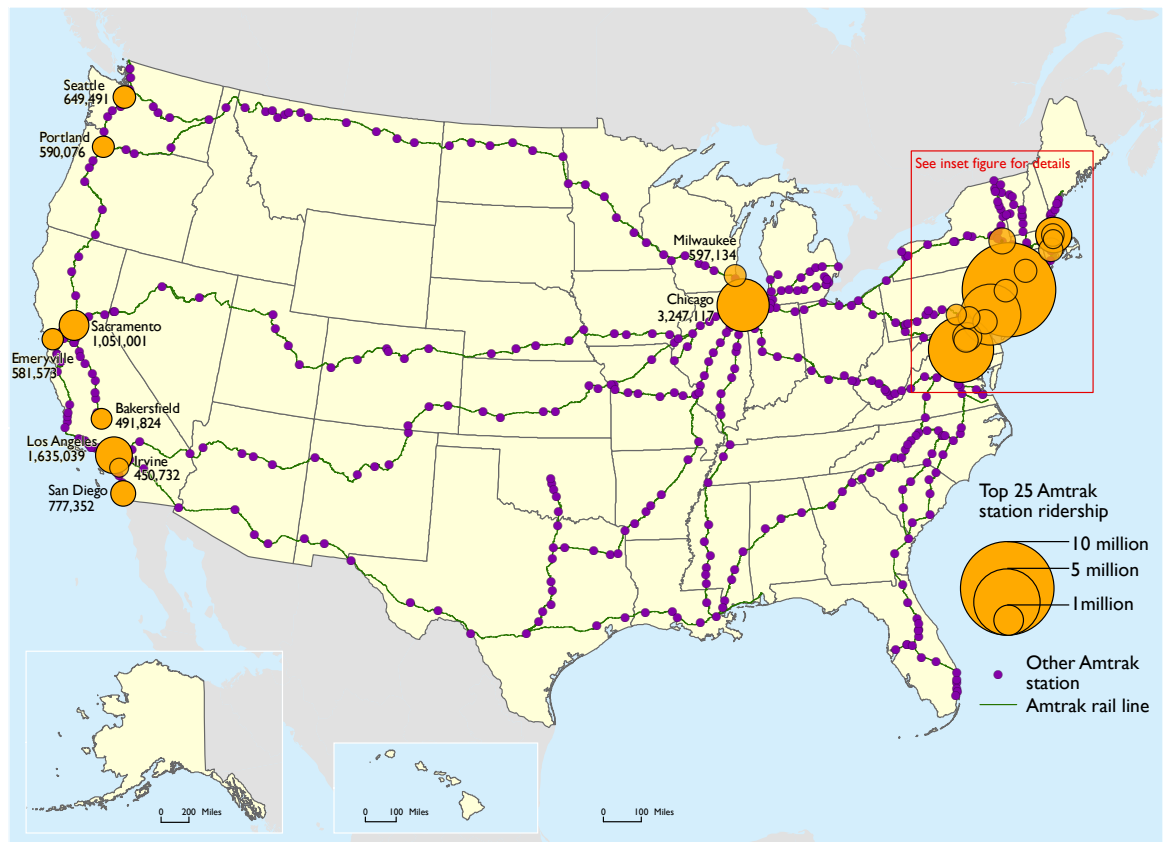 Seattle
649,491
Portland
590,076
See inset figure for details
Milwaukee
597,134
Chicago
3,247,117
Sacramento
1,051,001
Emeryville
581,573
Bakersfield
491,824
Los Angeles
1,635,039
Irvine
450,732
San Diego
777,352
Top 25 Amtrak
station ridership
10 million
5 million
1million
Other Amtrak
station
Amtrak rail line
0 200 Miles
0 100 Miles
0 100 Miles